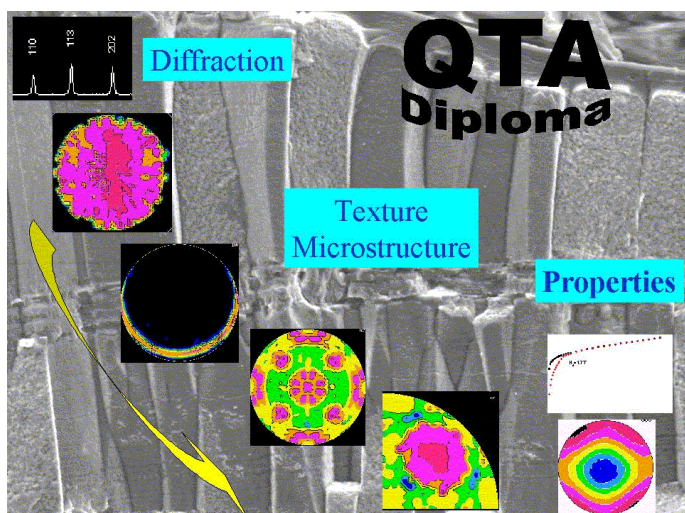 110
113
202
Diffraction
QTA
Diploma
Texture
Microstructure
Properties